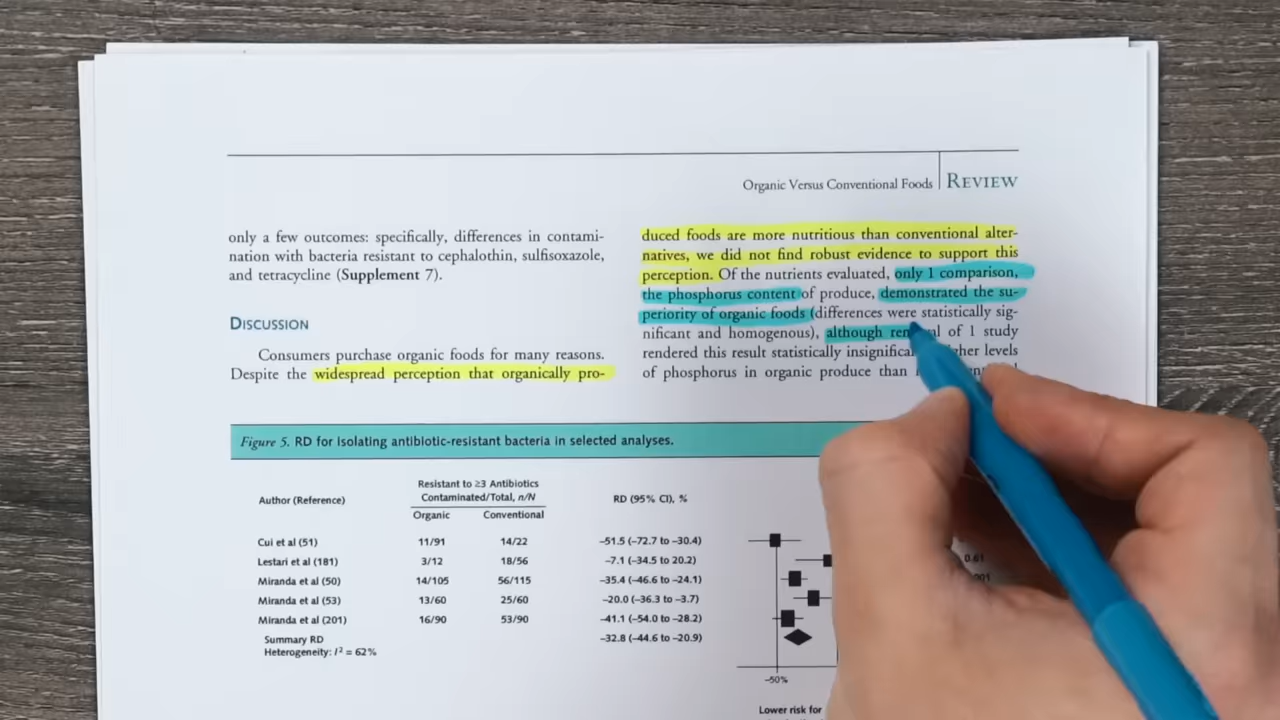 Organic Versus Conventional Foods REVIEW
only a few outcomes: specifically, differences in contami-
nation with bacteria resistant to cephalothin, sulfisoxazole,
and tetracycline (Supplement 7).
DISCUSSION
Consumers purchase organic foods for many reasons.
Despite the widespread perception that organically pro-
duced foods are more nutritious than conventional alter-
natives, we did not find robust evidence to support this
perception. Of the nutrients evaluated, only 1 comparison,
the phosphorus content of produce, demonstrated the su-
periority of organic foods (differences were statistically sig-
nificant and homogenous), although of 1 study
rendered this result statistically levels
of phosphorus in organic produce than
Figure 5. RD for isolating antibiotic-resistant bacteria in selected analyses.
Author (Reference) Resistant to ≥3 Antibiotics RD (95% CI), %
Contaminated/Total, n/N
Organic Conventional
Cui et al (51) 11/91 14/22 −51.5 (−72.7 to −30.4)
Lestari et al (181) 3/12 18/56 −7.1 (−34.5 to 20.2) 0.61
Miranda et al (50) 14/105 56/115 −35.4 (−46.6 to −24.1)
Miranda et al (53) 13/60 25/60 −20.0 (−36.3 to −3.7)
Miranda et al (201) 16/90 53/90 −41.1 (−54.0 to −28.2)
Summary RD −32.8 (−44.6 to −20.9)
Heterogeneity: I² = 62%
−50%
Lower risk for